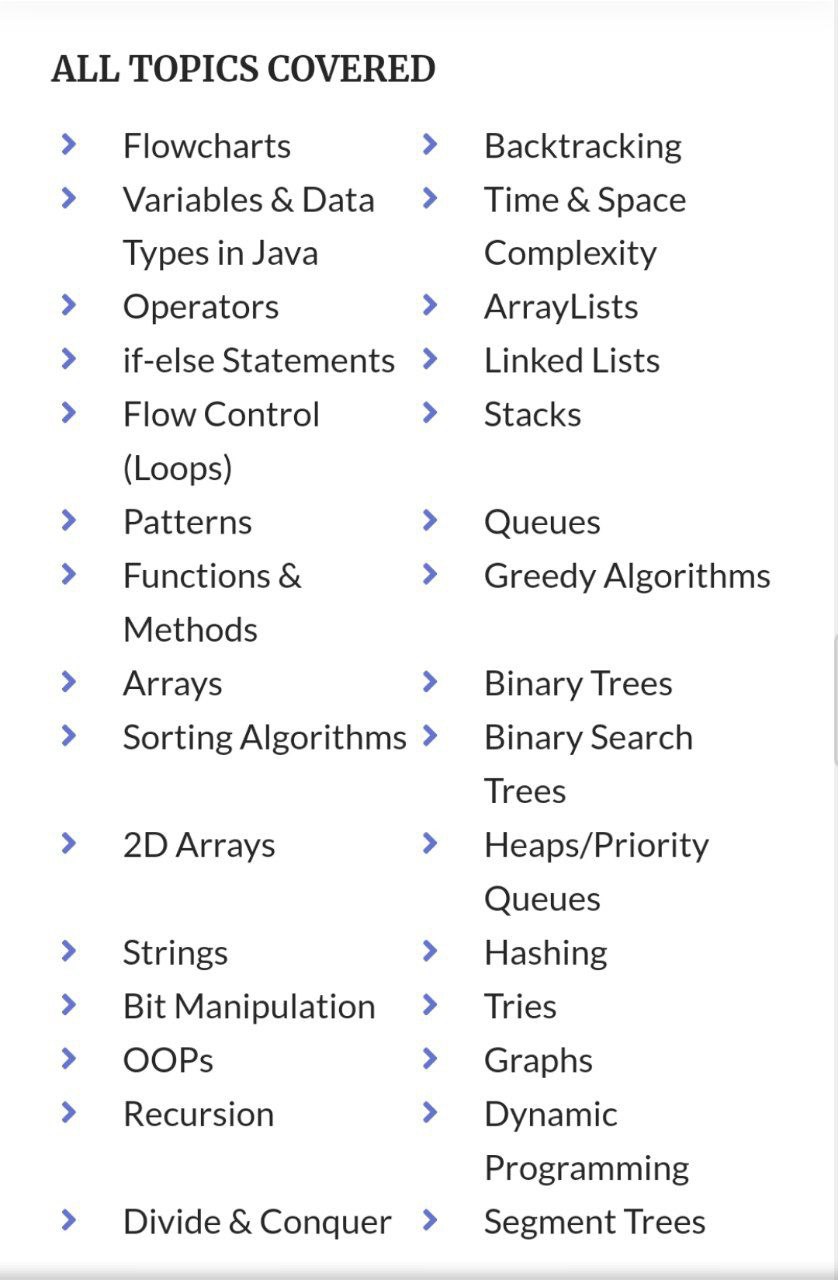 ALL TOPICS COVERED
Flowcharts
Variables & Data
Types in Java
Operators
if-else Statements
Flow Control
(Loops)
Patterns
Functions &
Methods
Arrays
Sorting Algorithms
2D Arrays
Strings
Bit Manipulation
OOPs
Recursion
Divide & Conquer
Backtracking
Time & Space
Complexity
ArrayLists
Linked Lists
Stacks
Queues
Greedy Algorithms
Binary Trees
Binary Search
Trees
Heaps/Priority
Queues
Hashing
Tries
Graphs
Dynamic
Programming
Segment Trees